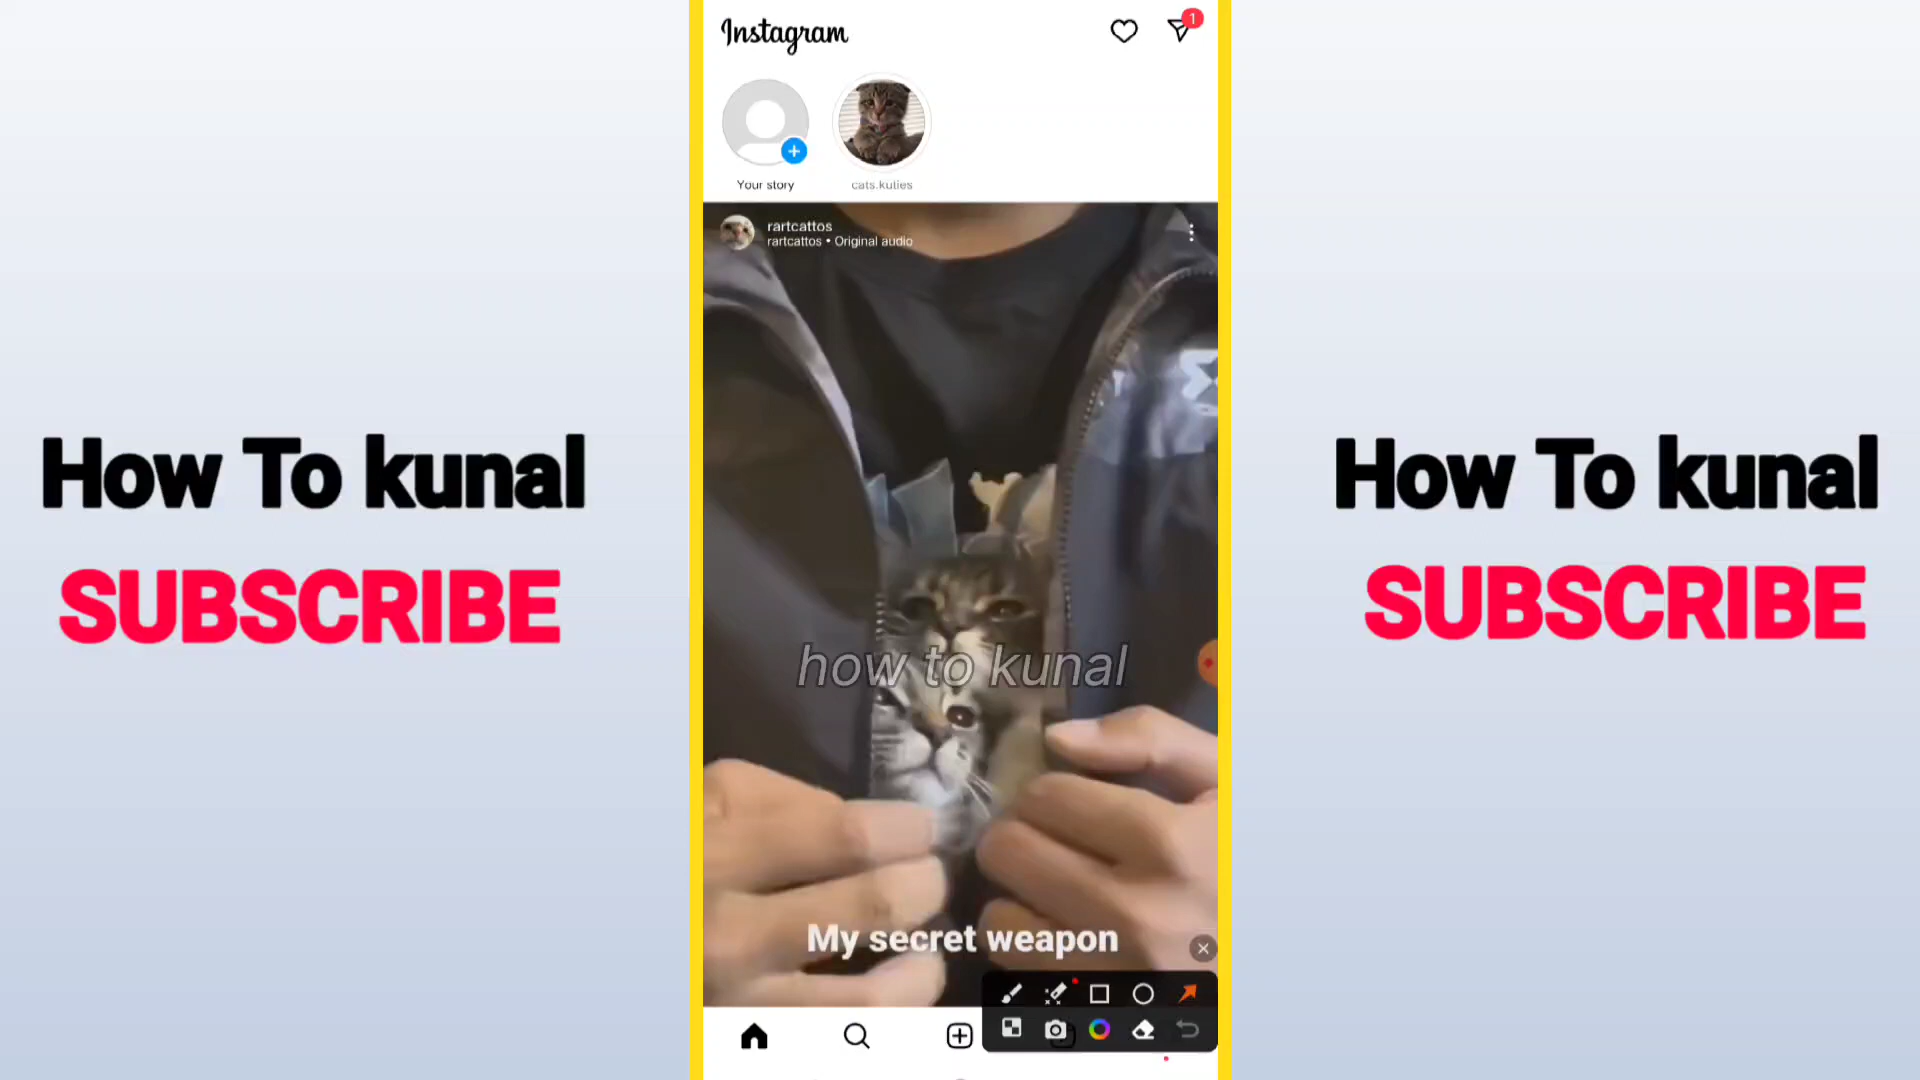 Instagram
1
Your story
cats.kuties
rartcattos
rartcattos • Original audio
How To kunal
SUBSCRIBE
how to kunal
My secret weapon
How To kunal
SUBSCRIBE